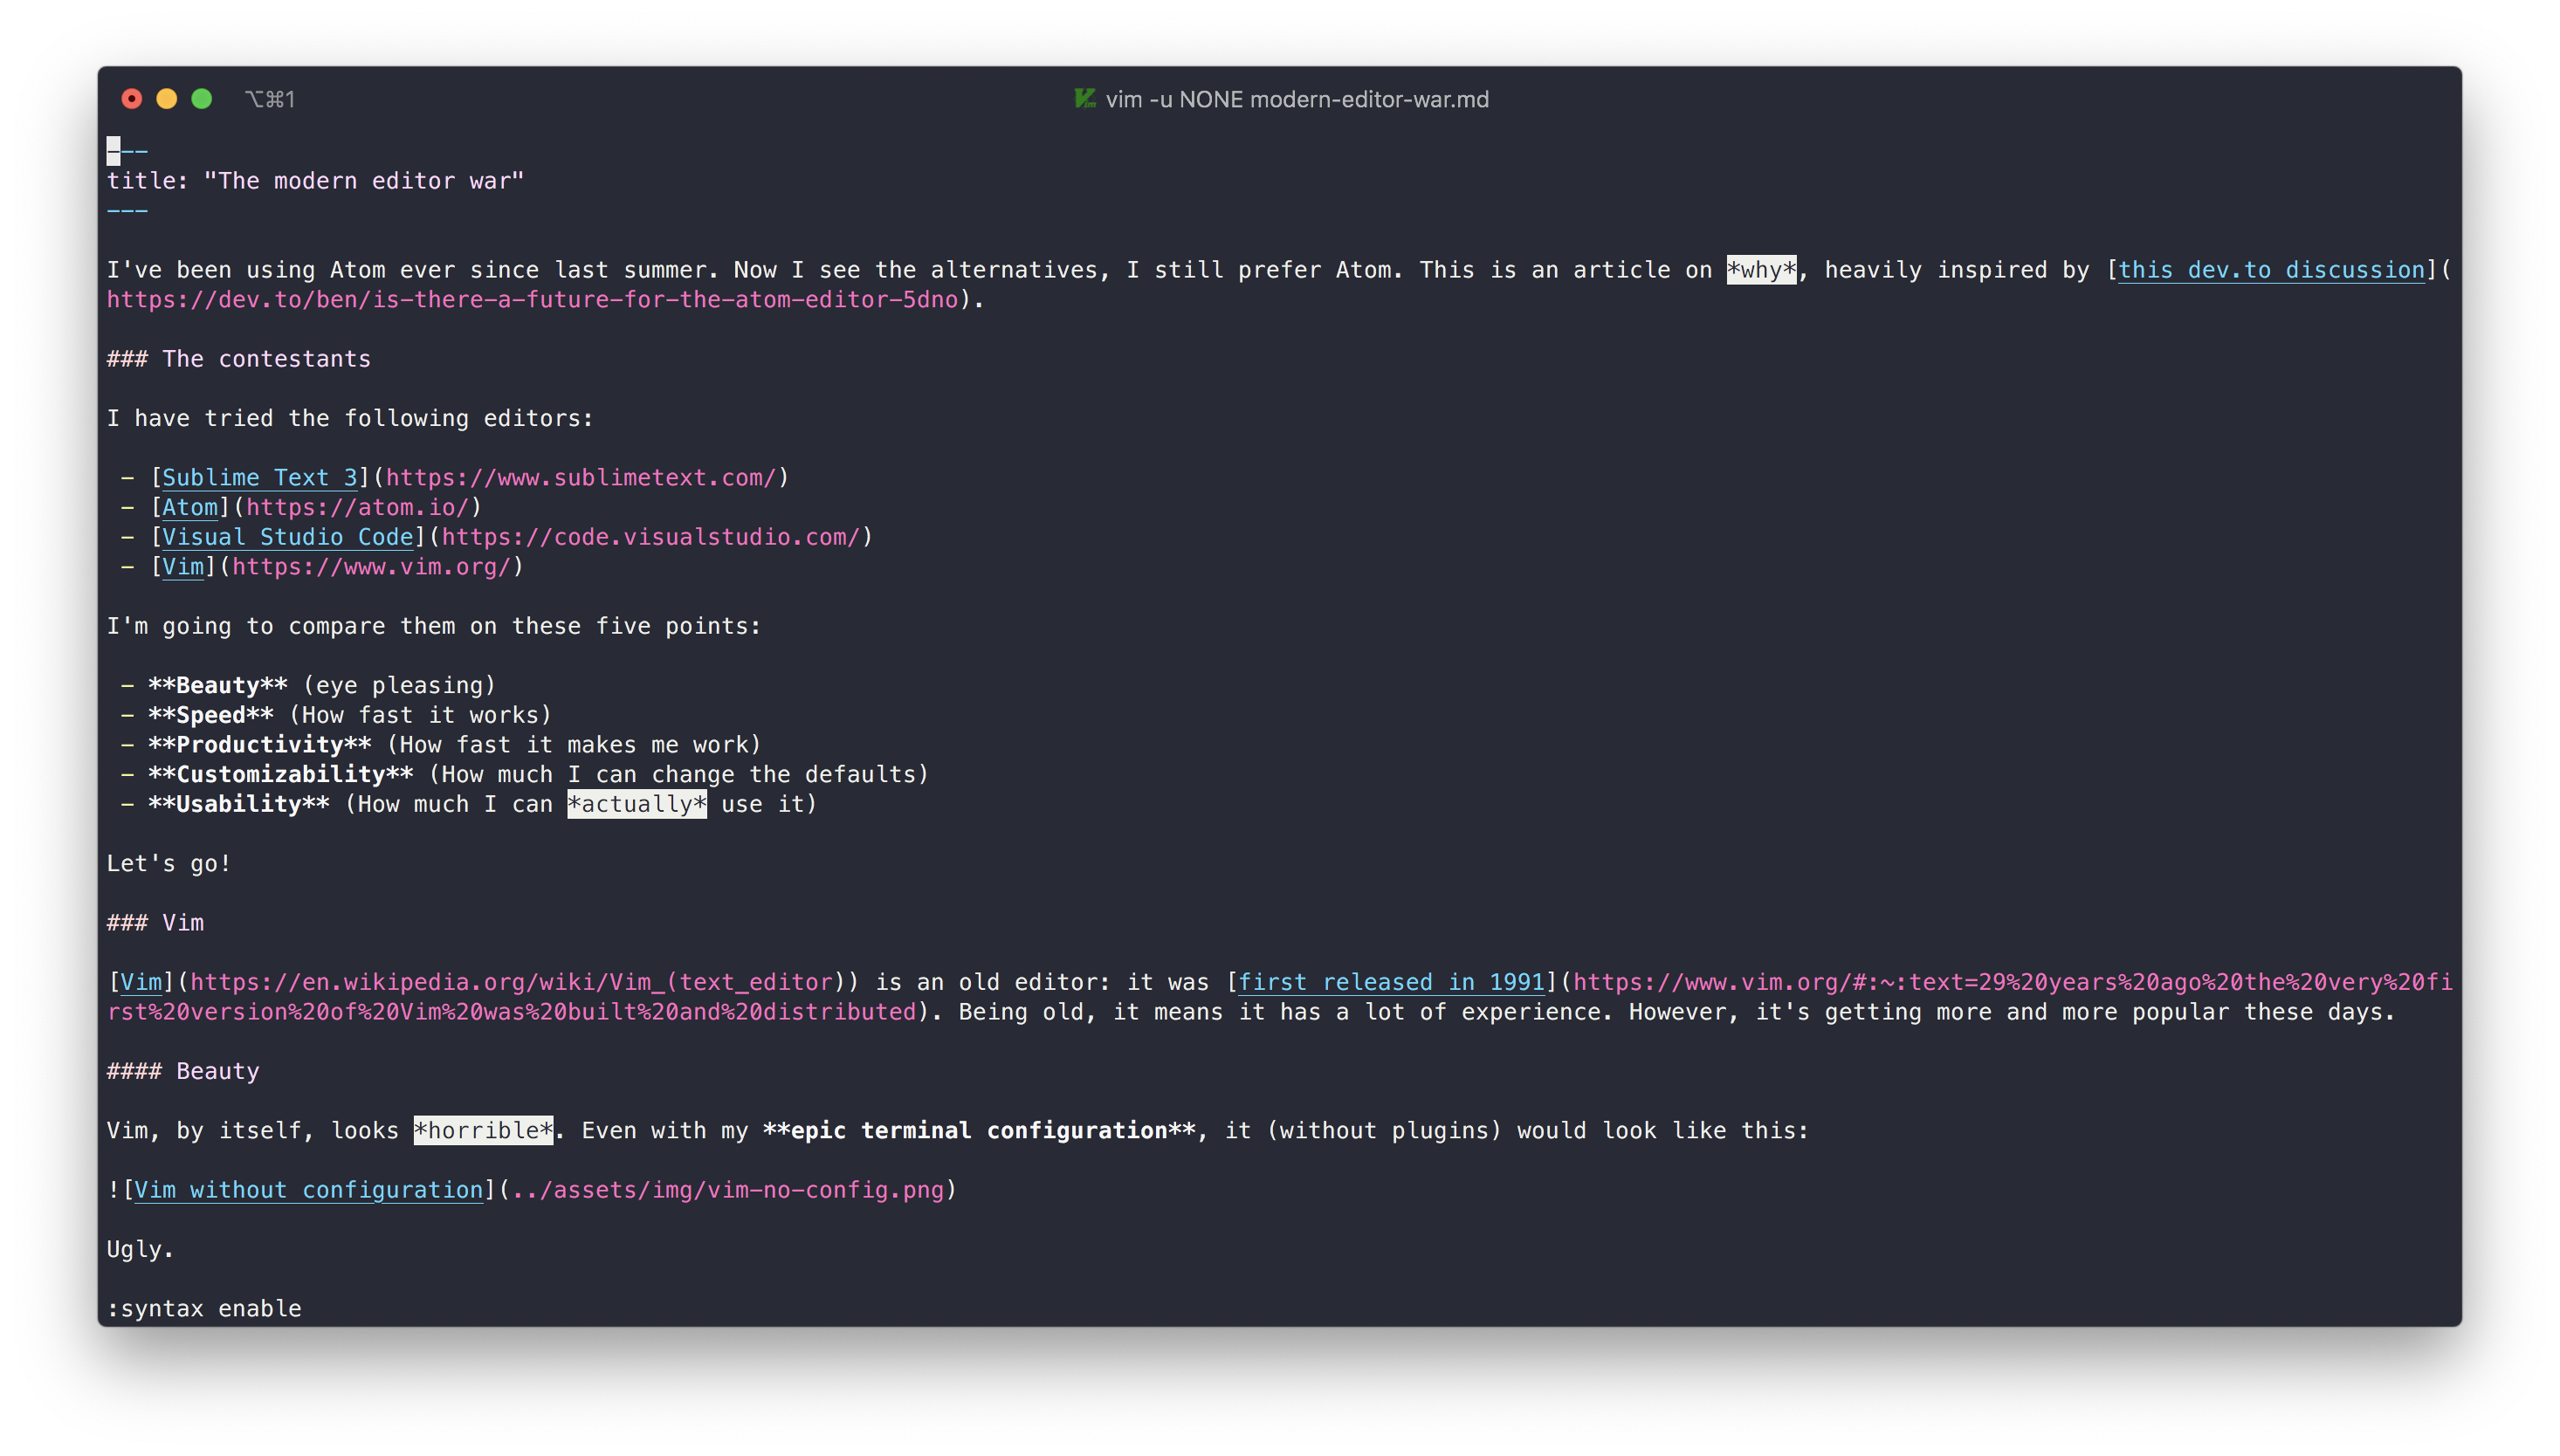 ⌥⌘1
vim -u NONE modern-editor-war.md
---
title: "The modern editor war"
---
I've been using Atom ever since last summer. Now I see the alternatives, I still prefer Atom. This is an article on *why*, heavily inspired by [this dev.to discussion](
https://dev.to/ben/is-there-a-future-for-the-atom-editor-5dno).
### The contestants
I have tried the following editors:
- [Sublime Text 3](https://www.sublimetext.com/)
- [Atom](https://atom.io/)
- [Visual Studio Code](https://code.visualstudio.com/)
- [Vim](https://www.vim.org/)
I'm going to compare them on these five points:
- **Beauty** (eye pleasing)
- **Speed** (How fast it works)
- **Productivity** (How fast it makes me work)
- **Customizability** (How much I can change the defaults)
- **Usability** (How much I can *actually* use it)
Let's go!
### Vim
[Vim](https://en.wikipedia.org/wiki/Vim_(text_editor)) is an old editor: it was [first released in 1991](https://www.vim.org/#:~:text=29%20years%20ago%20the%20very%20fi
rst%20version%20of%20Vim%20was%20built%20and%20distributed). Being old, it means it has a lot of experience. However, it's getting more and more popular these days.
#### Beauty
Vim, by itself, looks *horrible*. Even with my **epic terminal configuration**, it (without plugins) would look like this:
![Vim without configuration](../assets/img/vim-no-config.png)
Ugly.
:syntax enable